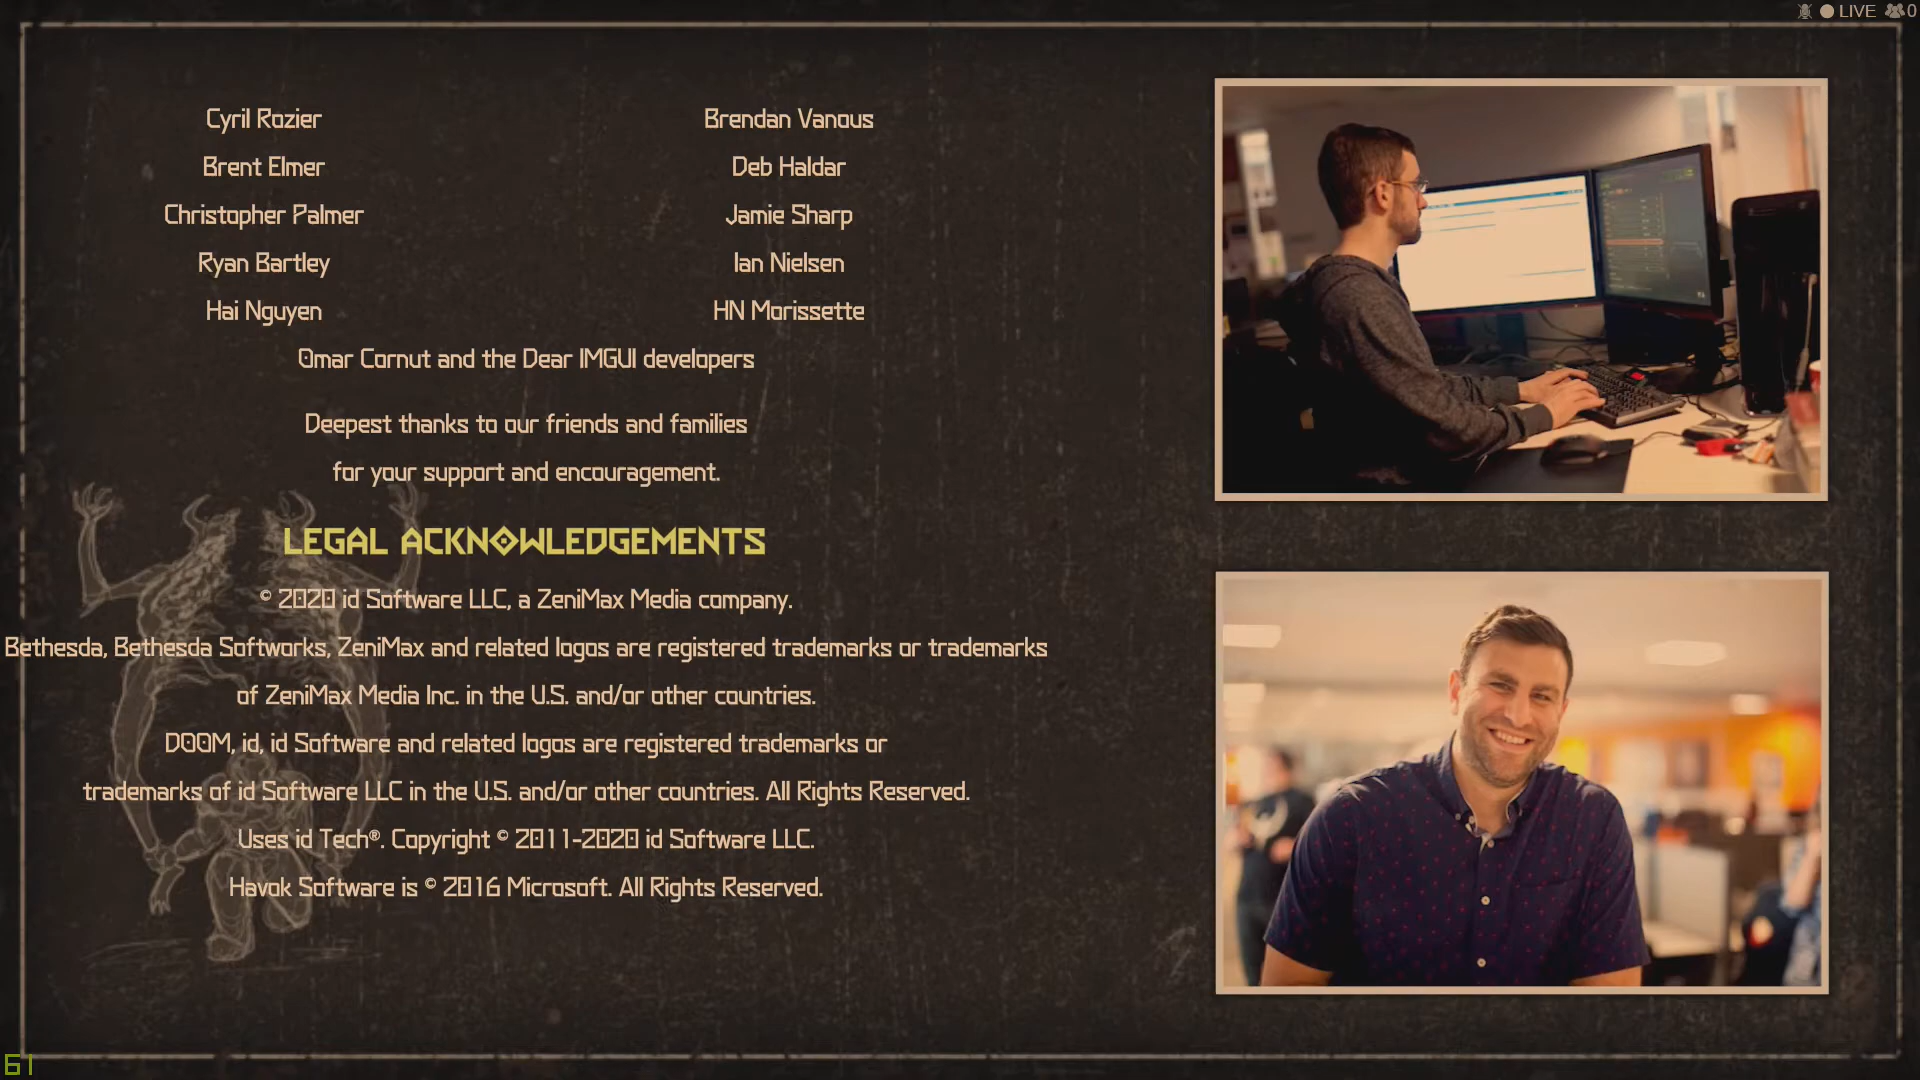 LIVE 0
Cyril Rozier Brendan Vanous
Brent Elmer Deb Haldar
Christopher Palmer Jamie Sharp
Ryan Bartley Ian Nielsen
Hai Nguyen HN Morissette
Omar Cornut and the Dear IMGUI developers
Deepest thanks to our friends and families
for your support and encouragement.
LEGAL ACKNOWLEDGEMENTS
© 2020 id Software LLC, a ZeniMax Media company.
Bethesda, Bethesda Softworks, ZeniMax and related logos are registered trademarks or trademarks
of ZeniMax Media Inc. in the U.S. and/or other countries.
DOOM, id, id Software and related logos are registered trademarks or
trademarks of id Software LLC in the U.S. and/or other countries. All Rights Reserved.
Uses id Tech®. Copyright © 2011-2020 id Software LLC.
Havok Software is © 2016 Microsoft. All Rights Reserved.
61